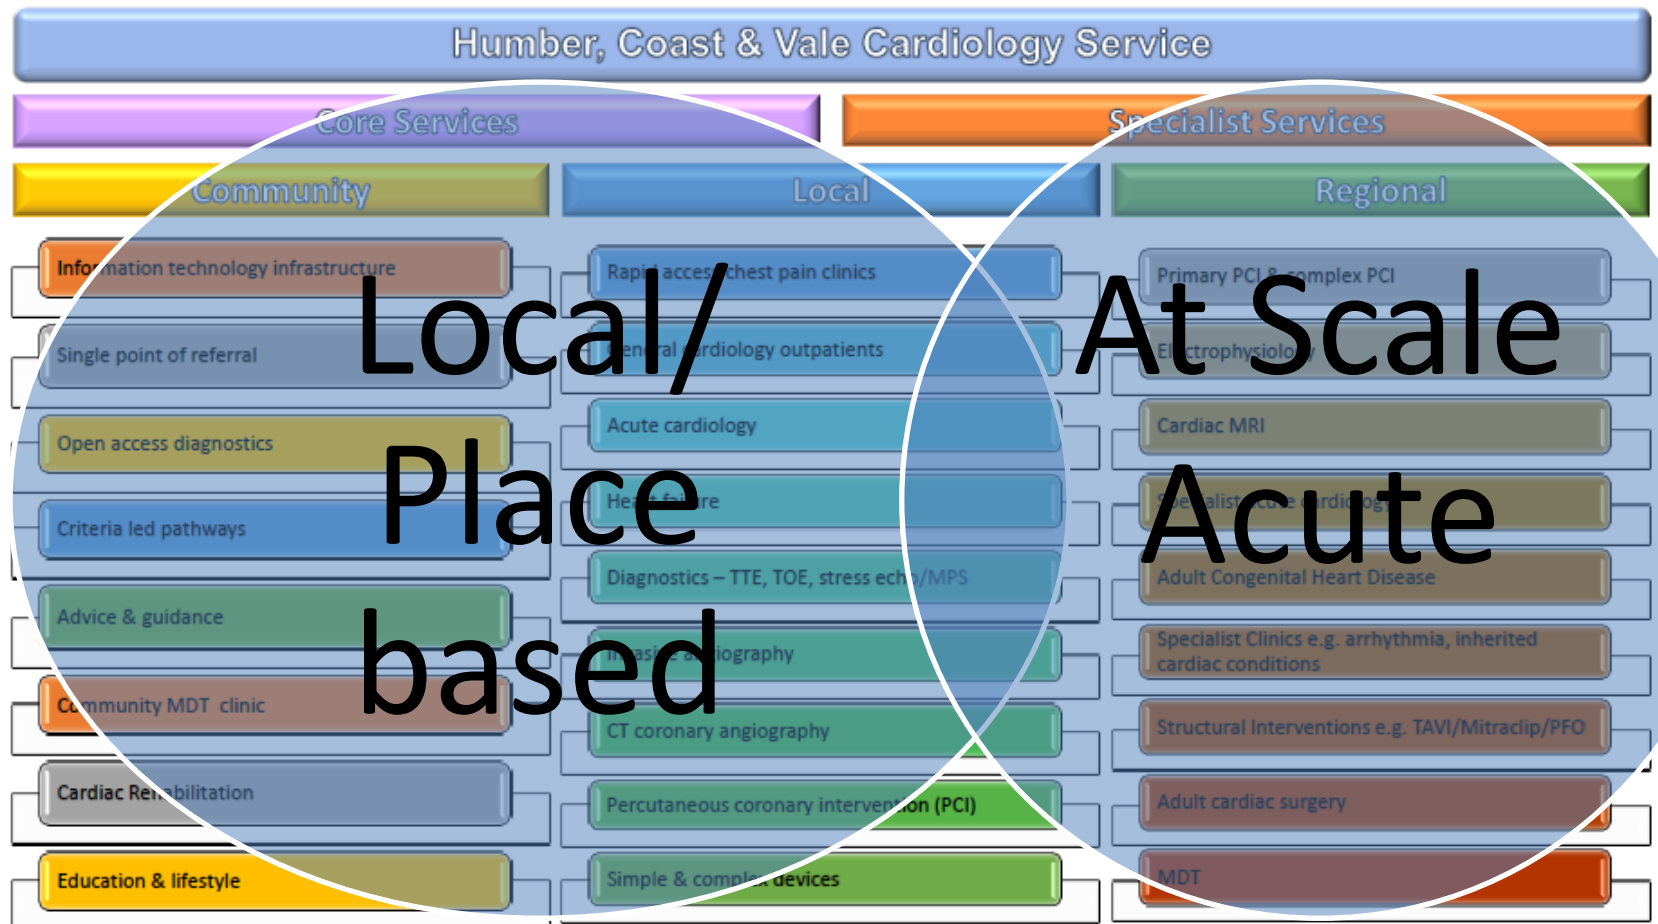 Humber, Coast & Vale Cardiology Service
Core Services
Specialist Services
Community
Local
Regional
Information technology infrastructure
Single point of referral
Open access diagnostics
Criteria led pathways
Advice & guidance
Community MDT clinic
Cardiac Rehabilitation
Education & lifestyle
Rapid access chest pain clinics
General cardiology outpatients
Acute cardiology
Heart failure
Diagnostics – TTE, TOE, stress echo/MPS
Invasive angiography
CT coronary angiography
Percutaneous coronary intervention (PCI)
Simple & complex devices
Primary PCI & complex PCI
Electrophysiology
Cardiac MRI
Specialist acute cardiology
Adult Congenital Heart Disease
Specialist Clinics e.g. arrhythmia, inherited
cardiac conditions
Structural Interventions e.g. TAVI/Mitraclip/PFO
Adult cardiac surgery
MDT
Local/
Place
based
At Scale
Acute